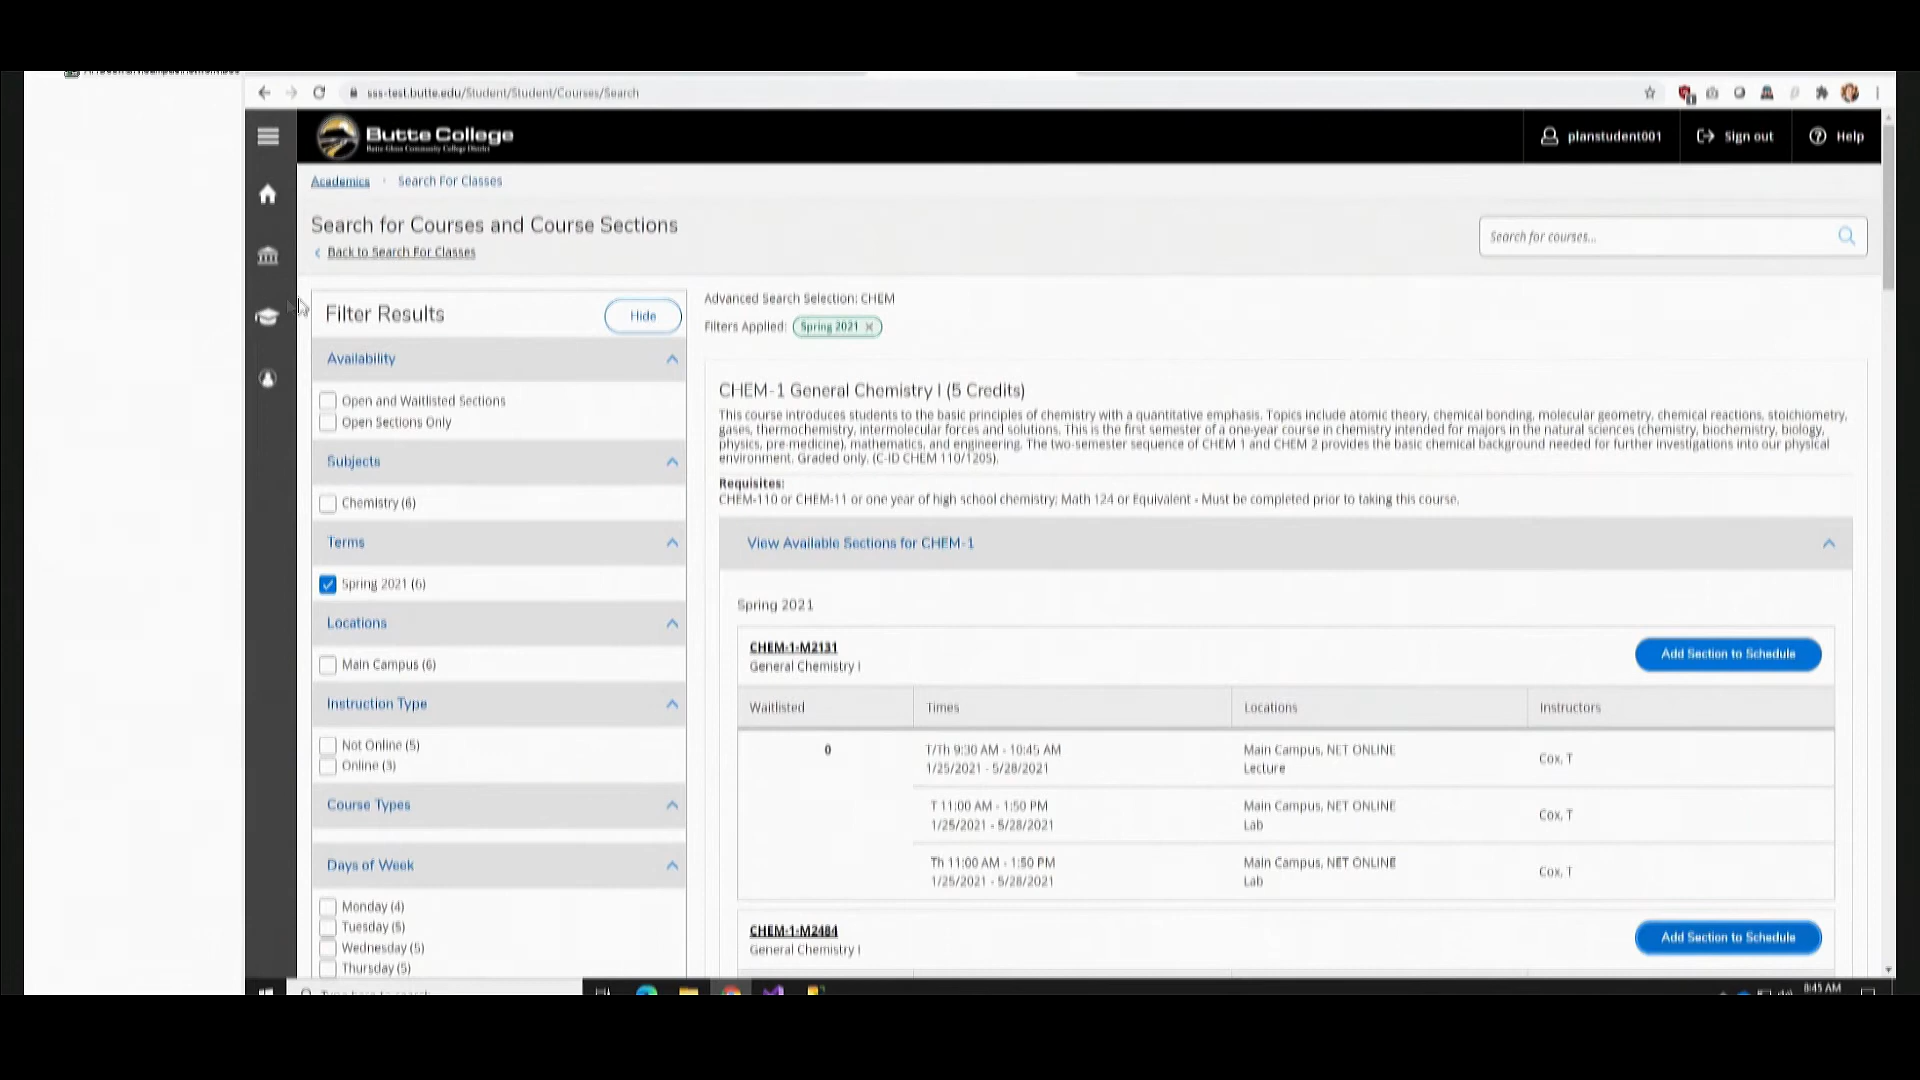 sss-test.butte.edu/Student/Student/Courses/Search
Butte College
Butte-Glenn Community College District
planstudent001
Sign out
Help
Academics
Search For Classes
Search for Courses and Course Sections
Back to Search For Classes
Search for courses...
Filter Results
Hide
Availability
Open and Waitlisted Sections
Open Sections Only
Subjects
Chemistry (6)
Terms
Spring 2021 (6)
Locations
Main Campus (6)
Instruction Type
Not Online (5)
Online (3)
Course Types
Days of Week
Monday (4)
Tuesday (5)
Wednesday (5)
Thursday (5)
Advanced Search Selection: CHEM
Filters Applied: Spring 2021
CHEM-1 General Chemistry I (5 Credits)
This course introduces students to the basic principles of chemistry with a quantitative emphasis. Topics include atomic theory, chemical bonding, molecular geometry, chemical reactions, stoichiometry,
gases, thermochemistry, intermolecular forces and solutions. This is the first semester of a one-year course in chemistry intended for majors in the natural sciences (chemistry, biochemistry, biology,
physics, pre-medicine), mathematics, and engineering. The two-semester sequence of CHEM 1 and CHEM 2 provides the basic chemical background needed for further investigations into our physical
environment. Graded only. (C-ID CHEM 110/120S).
Requisites:
CHEM-110 or CHEM-11 or one year of high school chemistry; Math 124 or Equivalent - Must be completed prior to taking this course.
View Available Sections for CHEM-1
Spring 2021
CHEM-1-M2131
General Chemistry I
Add Section to Schedule
Waitlisted Times Locations Instructors
0 T/Th 9:30 AM - 10:45 AM Main Campus, NET ONLINE Cox, T
1/25/2021 - 5/28/2021 Lecture
T 11:00 AM - 1:50 PM Main Campus, NET ONLINE Cox, T
1/25/2021 - 5/28/2021 Lab
Th 11:00 AM - 1:50 PM Main Campus, NET ONLINE Cox, T
1/25/2021 - 5/28/2021 Lab
CHEM-1-M2484
General Chemistry I
Add Section to Schedule
8:45 AM